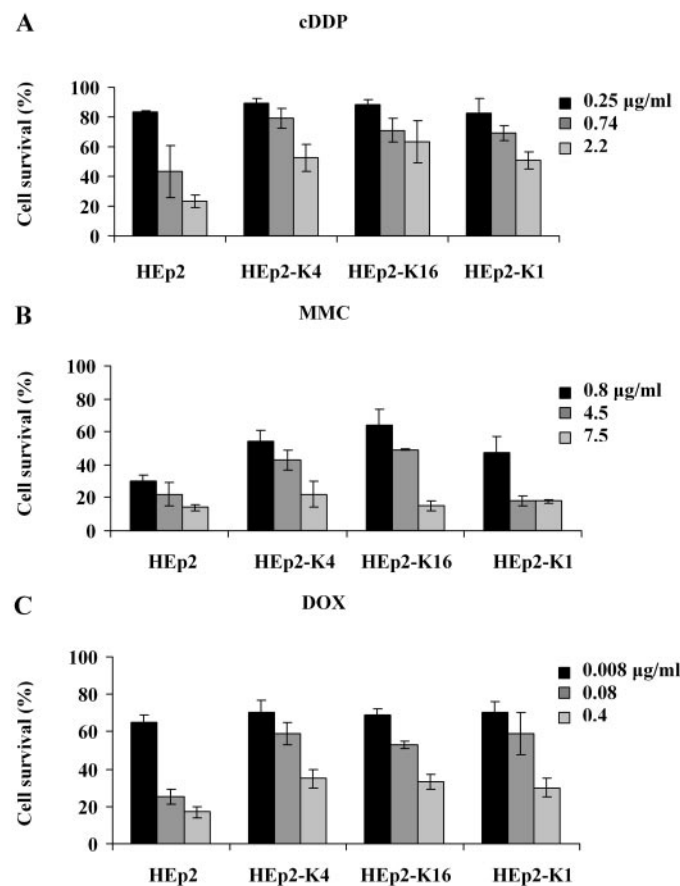 A
cDDP
Cell survival (%)
100
80
60
40
20
0
HEp2
HEp2-K4
HEp2-K16
HEp2-K1
0.25 µg/ml
0.74
2.2
B
MMC
Cell survival (%)
100
80
60
40
20
0
HEp2
HEp2-K4
HEp2-K16
HEp2-K1
0.8 µg/ml
4.5
7.5
C
DOX
Cell survival (%)
100
80
60
40
20
0
HEp2
HEp2-K4
HEp2-K16
HEp2-K1
0.008 µg/ml
0.08
0.4